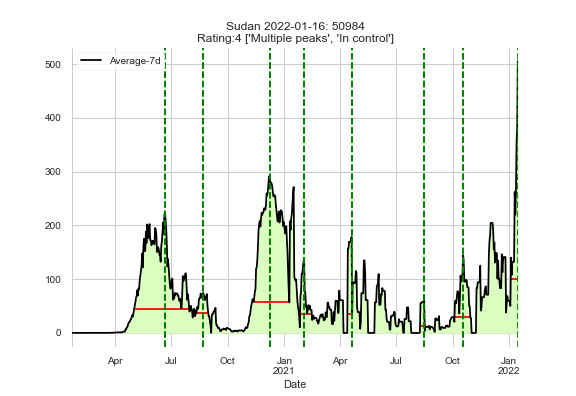 Sudan 2022-01-16: 50984
Rating:4 ['Multiple peaks', 'In control']
Average-7d
500
400
300
200
100
0
Apr Jul Oct Jan Apr Jul Oct Jan
2021 2022
Date